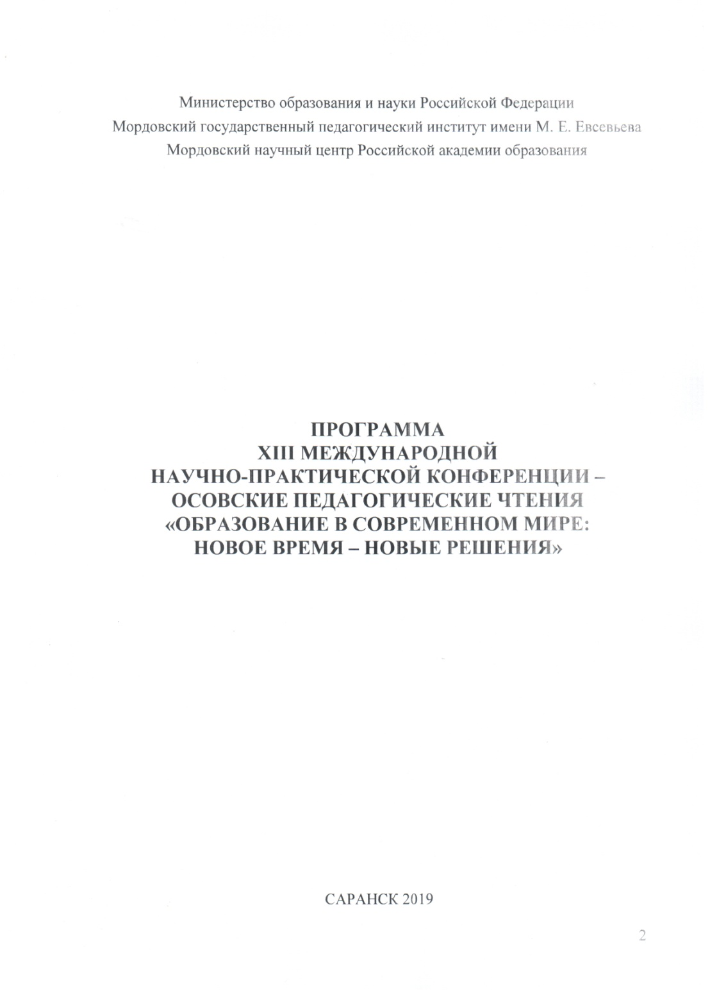 Министерство образования и науки Российской Федерации
Мордовский государственный педагогический институт имени М. Е. Евсевьева
Мордовский научный центр Российской академии образования
ПРОГРАММА
XIII МЕЖДУНАРОДНОЙ
НАУЧНО-ПРАКТИЧЕСКОЙ КОНФЕРЕНЦИИ –
ОСОВСКИЕ ПЕДАГОГИЧЕСКИЕ ЧТЕНИЯ
«ОБРАЗОВАНИЕ В СОВРЕМЕННОМ МИРЕ:
НОВОЕ ВРЕМЯ – НОВЫЕ РЕШЕНИЯ»
САРАНСК 2019
2